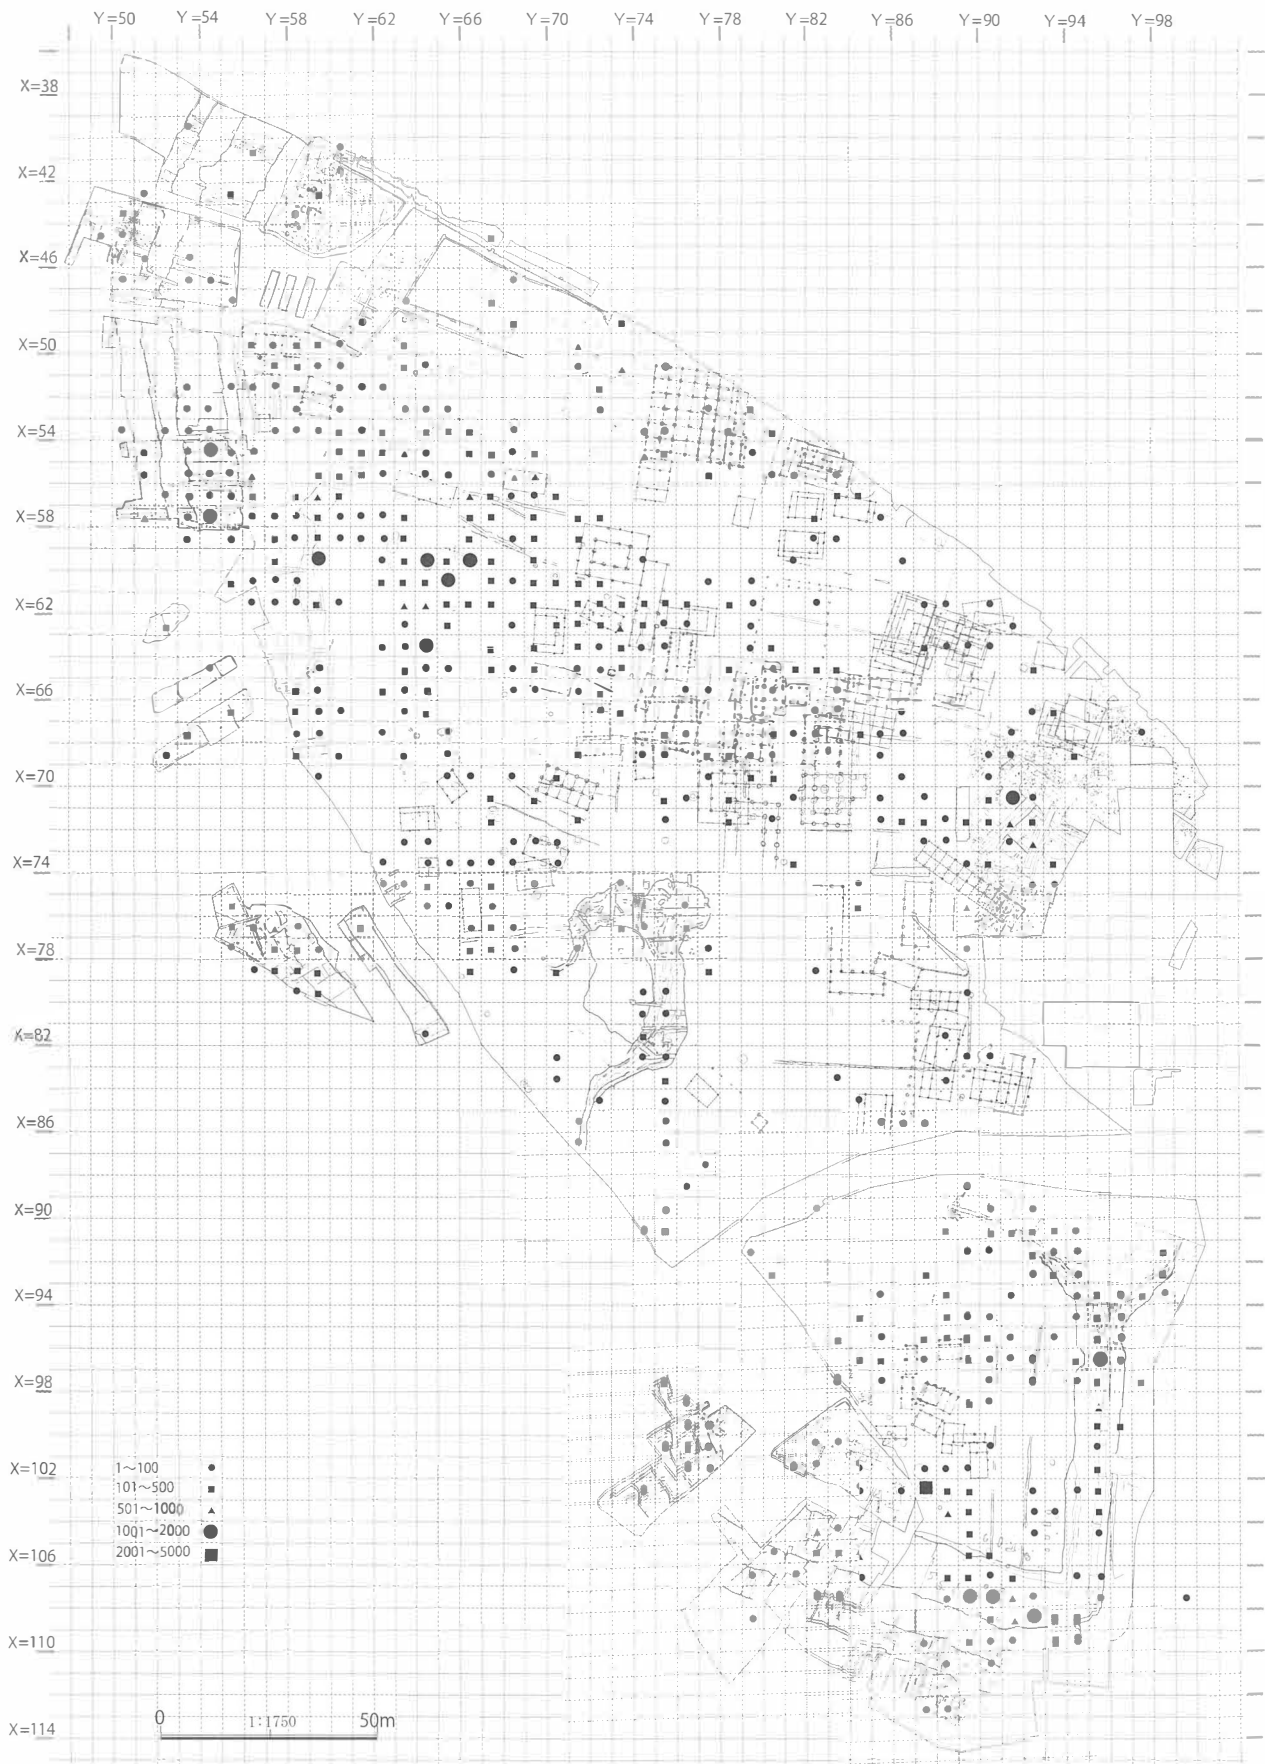 Y=50 Y=54 Y=58 Y=62 Y=66 Y=70 Y=74 Y=78 Y=82 Y=86 Y=90 Y=94 Y=98
X=38
X=42
X=46
X=50
X=54
X=58
X=62
X=66
X=70
X=74
X=78
X=82
X=86
X=90
X=94
X=98
X=102
1～100
101～500
501～1000
1001～2000
2001～5000
X=106
X=110
0 1:1750 50m
X=114